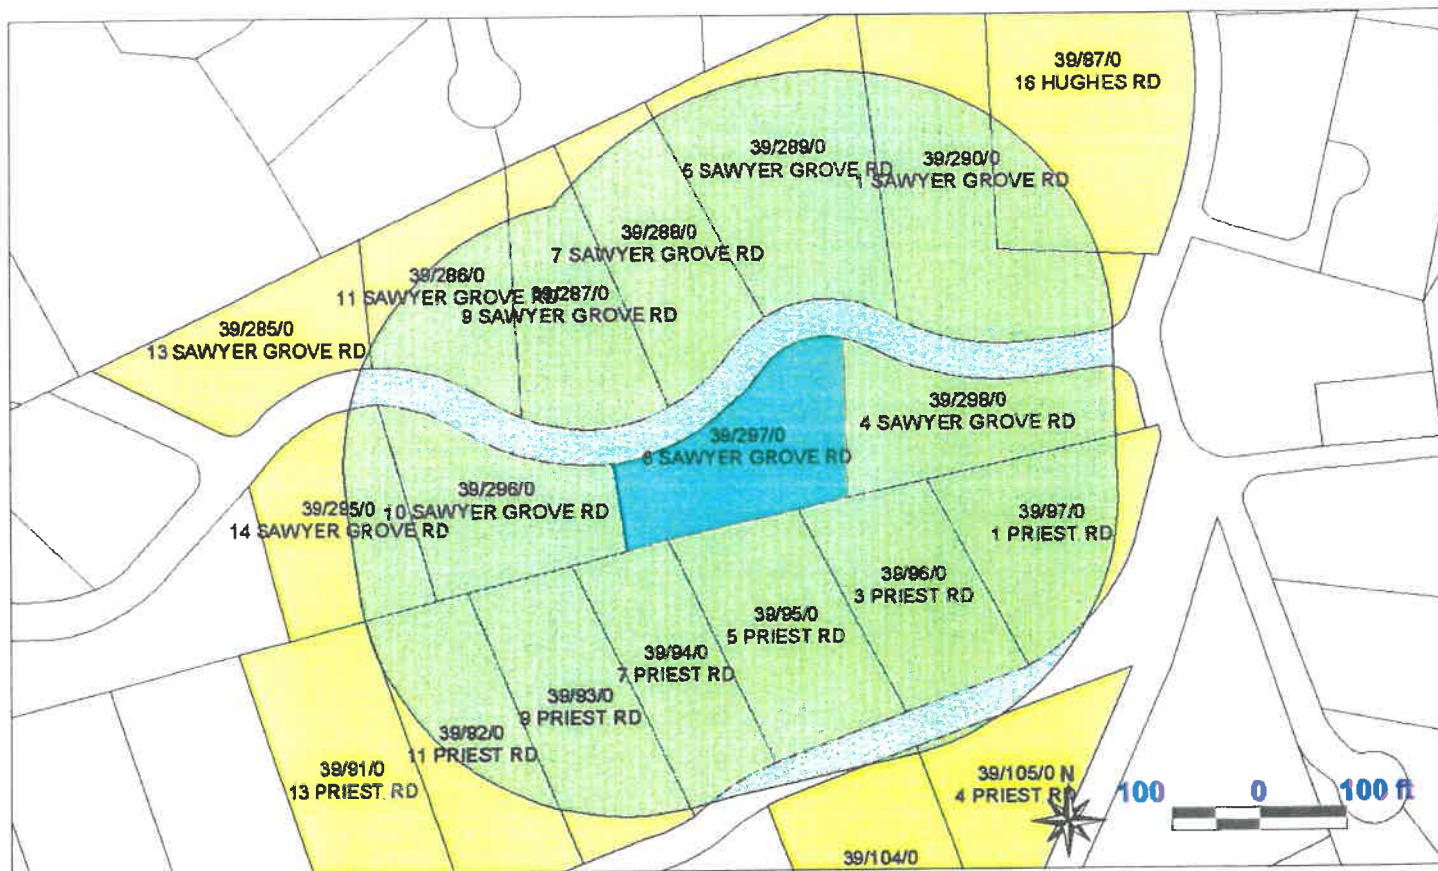 39/87/0
16 HUGHES RD
39/289/0
5 SAWYER GROVE RD
39/290/0
1 SAWYER GROVE RD
39/288/0
7 SAWYER GROVE RD
39/286/0
11 SAWYER GROVE RD
39/287/0
9 SAWYER GROVE RD
39/285/0
13 SAWYER GROVE RD
39/298/0
4 SAWYER GROVE RD
39/297/0
6 SAWYER GROVE RD
39/296/0
10 SAWYER GROVE RD
39/295/0
14 SAWYER GROVE RD
39/97/0
1 PRIEST RD
39/96/0
3 PRIEST RD
39/95/0
5 PRIEST RD
39/94/0
7 PRIEST RD
39/93/0
9 PRIEST RD
39/92/0
11 PRIEST RD
39/91/0
13 PRIEST RD
39/105/0
4 PRIEST RD
N
100 0 100 ft
39/104/0